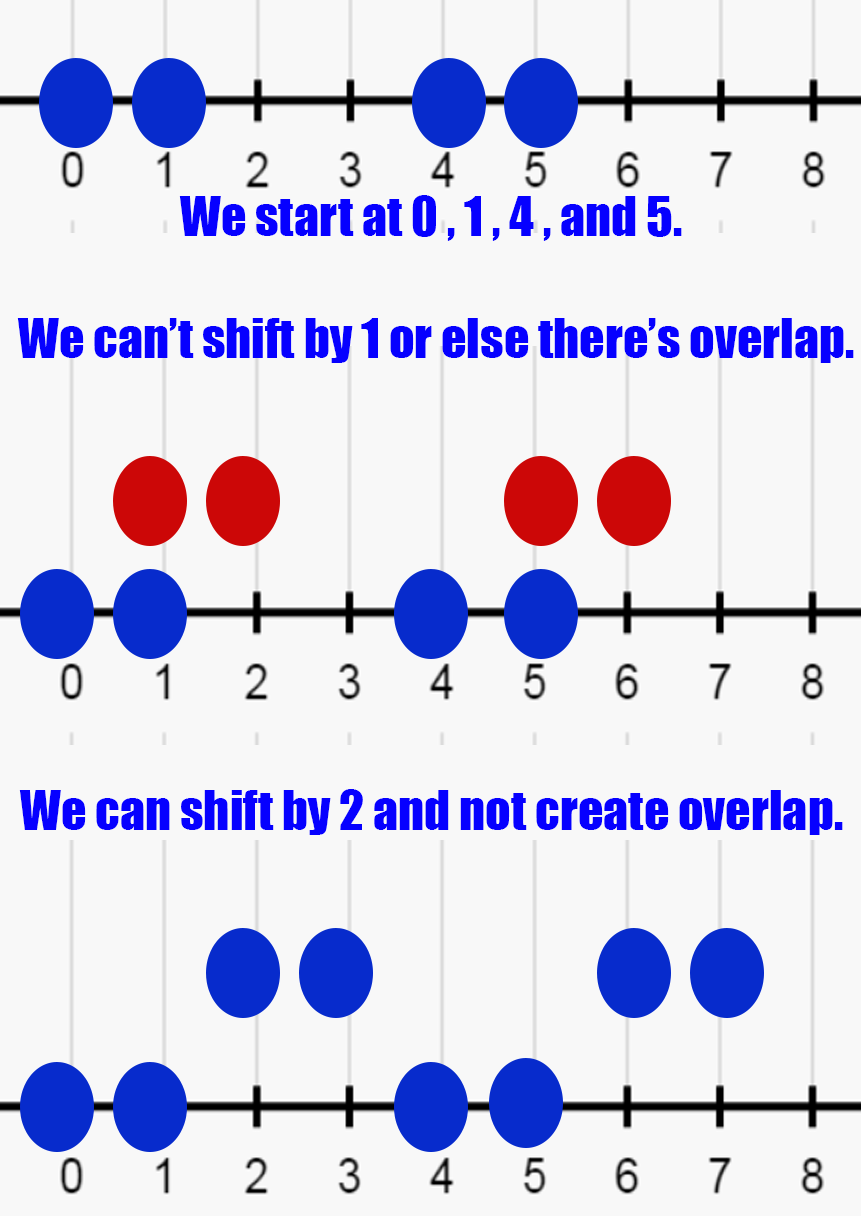 0 1 2 3 4 5 6 7 8
We start at 0 , 1 , 4 , and 5.
We can’t shift by 1 or else there’s overlap.
0 1 2 3 4 5 6 7 8
We can shift by 2 and not create overlap.
0 1 2 3 4 5 6 7 8